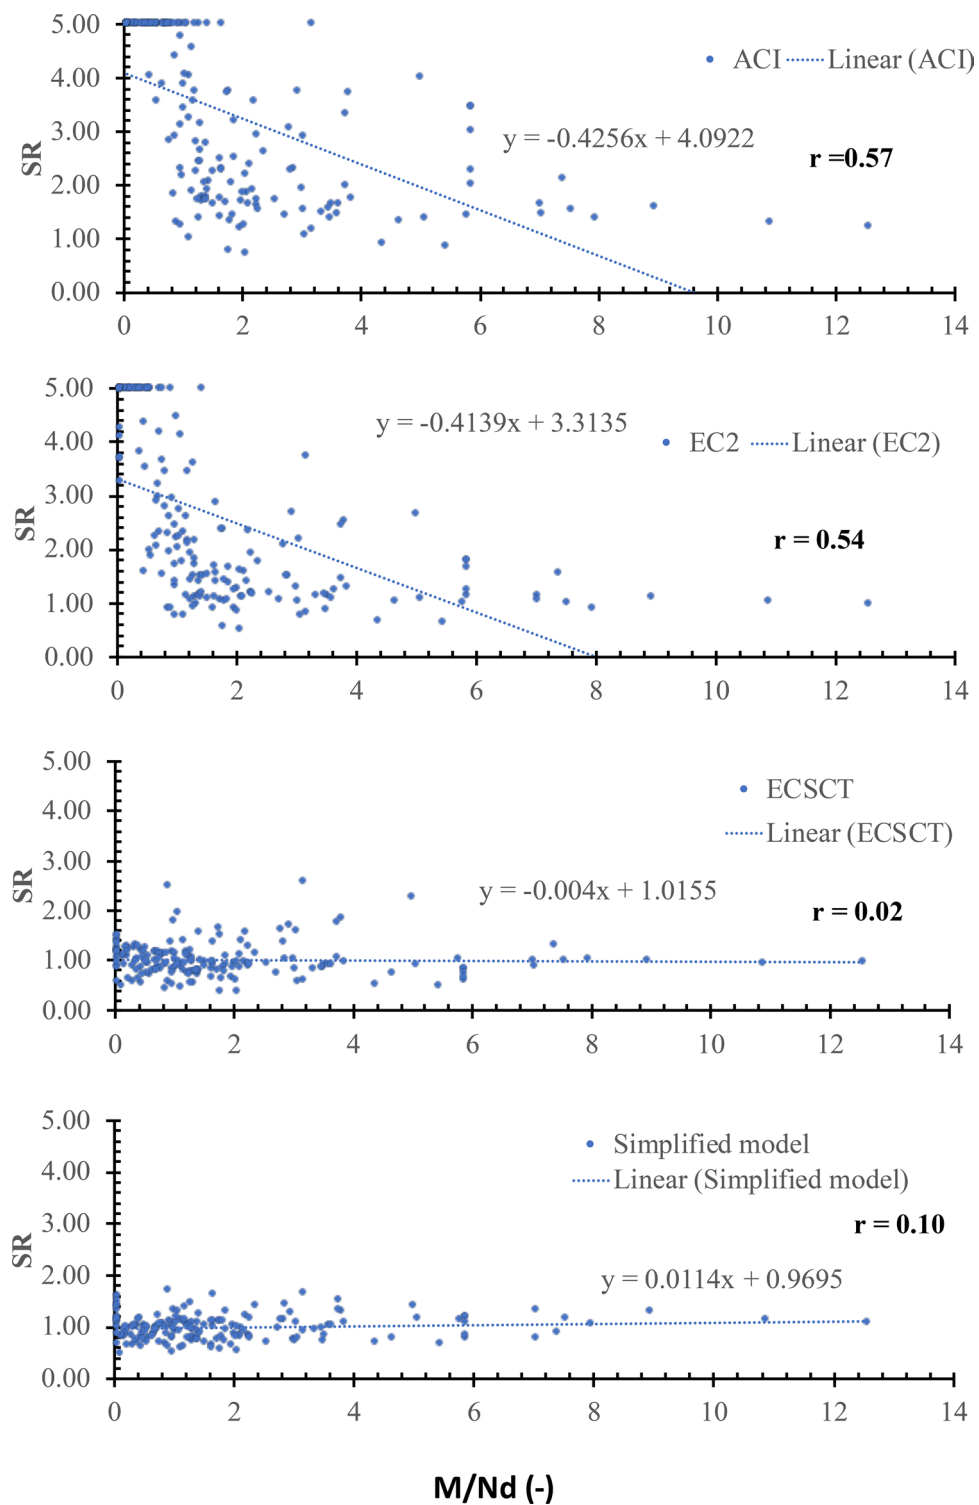 5.00
ACI Linear (ACI)
4.00
3.00
y = -0.4256x + 4.0922
r =0.57
SR
2.00
1.00
0.00
0 2 4 6 8 10 12 14
5.00
y = -0.4139x + 3.3135
EC2 Linear (EC2)
4.00
3.00
r = 0.54
SR
2.00
1.00
0.00
0 2 4 6 8 10 12 14
5.00
ECSCT
4.00
Linear (ECSCT)
3.00
y = -0.004x + 1.0155
r = 0.02
SR
2.00
1.00
0.00
0 2 4 6 8 10 12 14
5.00
Simplified model
4.00
Linear (Simplified model)
3.00
r = 0.10
SR
2.00
y = 0.0114x + 0.9695
1.00
0.00
0 2 4 6 8 10 12 14
M/Nd (-)